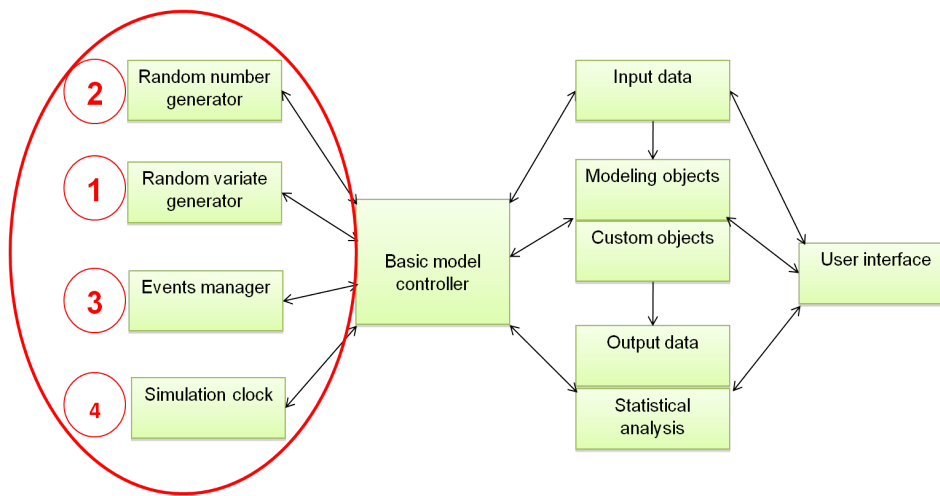 2
Random number
generator
1
Random variate
generator
3
Events manager
4
Simulation clock
Basic model
controller
Input data
Modeling objects
Custom objects
Output data
Statistical
analysis
User interface